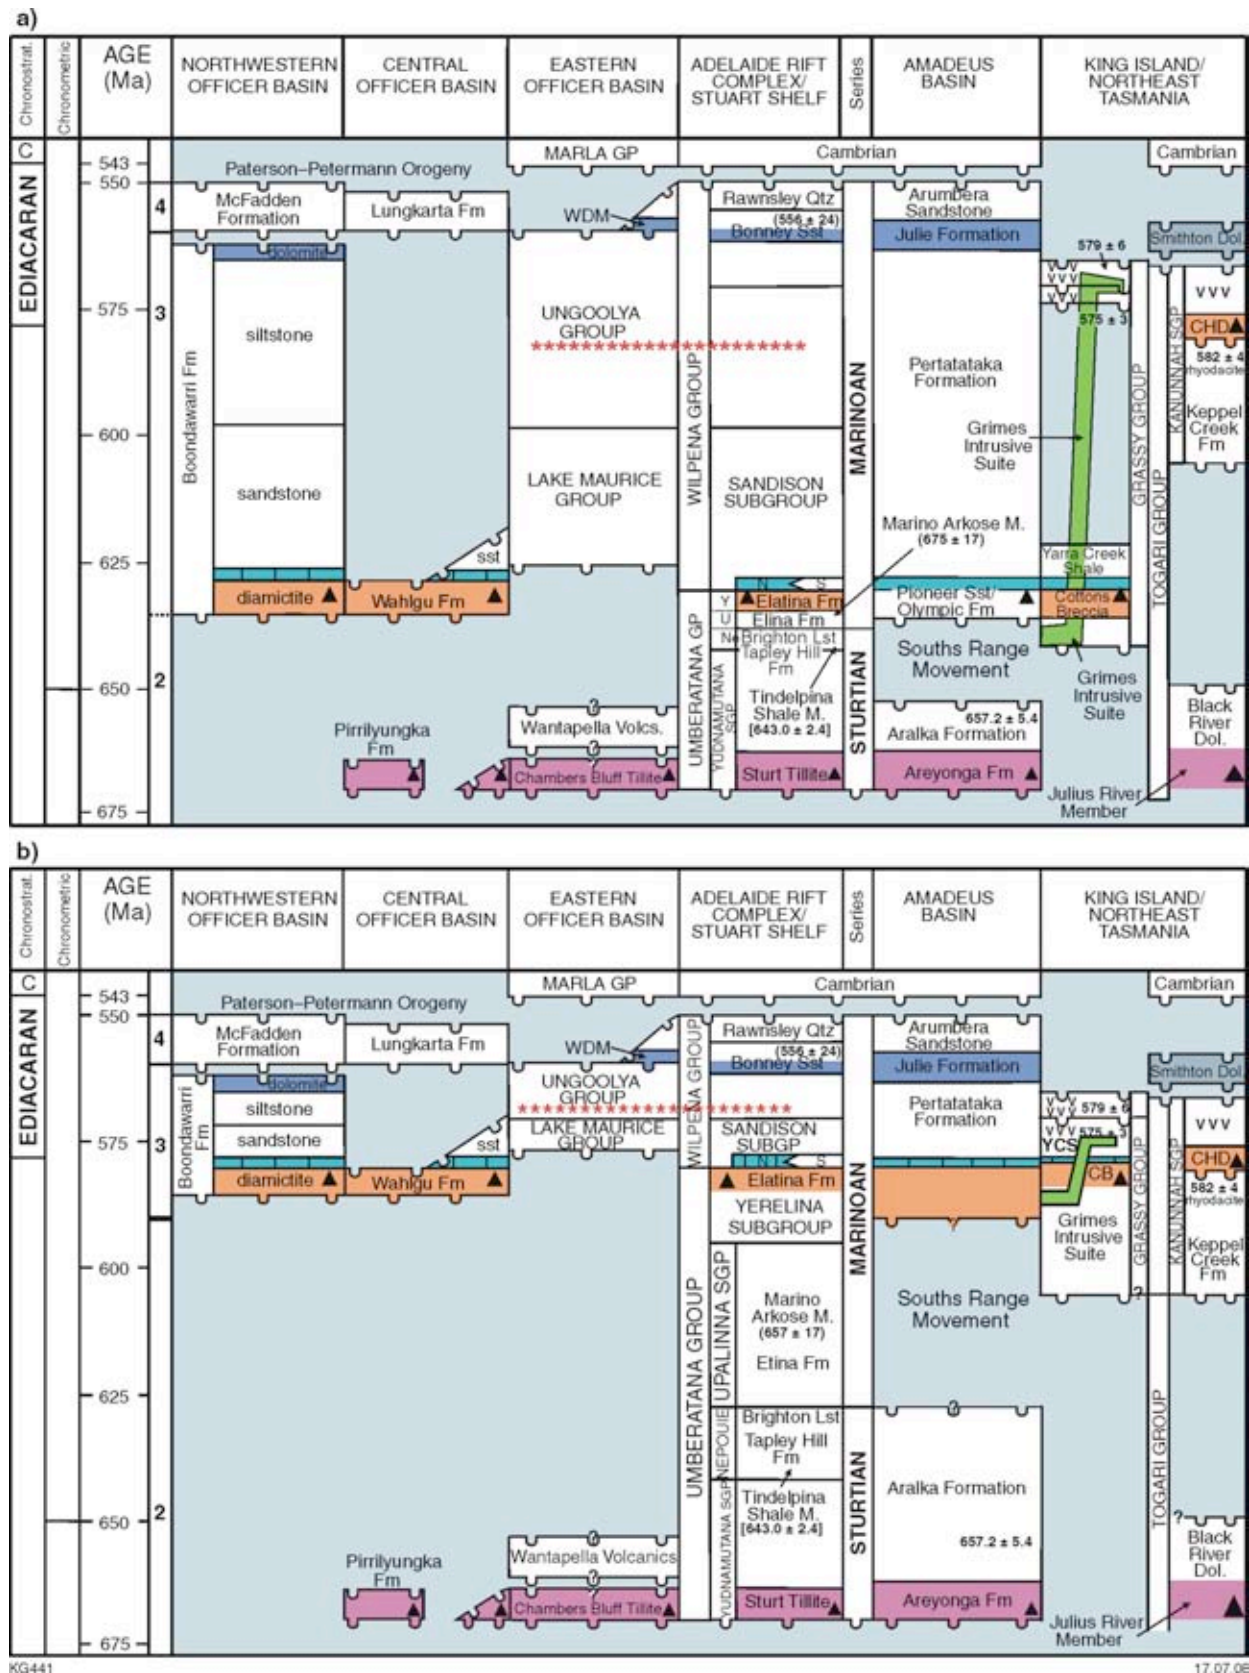 a)
Chronostrat.
Chronometric
AGE
(Ma)
NORTHWESTERN
OFFICER BASIN
CENTRAL
OFFICER BASIN
EASTERN
OFFICER BASIN
ADELAIDE RIFT
COMPLEX/
STUART SHELF
Series
AMADEUS
BASIN
KING ISLAND/
NORTHEAST
TASMANIA
C
EDIACARAN
543
550
575
600
625
650
675
4
3
2
Paterson–Petermann Orogeny
McFadden
Formation
Boondawarri Fm
dolomite
siltstone
sandstone
diamictite
Lungkarta Fm
sst
Wahlgu Fm
Pirrilyungka
Fm
MARLA GP
WDM
UNGOOLYA
GROUP
*************************
LAKE MAURICE
GROUP
?
Wantapella Volcs.
?
Chambers Bluff Tillite
Cambrian
WILPENA GROUP
Rawnsley Qtz
(556 ± 24)
Bonney Sst
SANDISON
SUBGROUP
N
S
UMBERATANA GP
Y
U
Ne
YUDNAMUTANA
SGP
Elatina Fm
Elina Fm
Brighton Lst
Tapley Hill
Fm
Tindelpina
Shale M.
[643.0 ± 2.4]
Sturt Tillite
MARINOAN
STURTIAN
Arumbera
Sandstone
Julie Formation
Pertatataka
Formation
Grimes
Intrusive
Suite
Marino Arkose M.
(675 ± 17)
Pioneer Sst/
Olympic Fm
Souths Range
Movement
657.2 ± 5.4
Aralka Formation
Areyonga Fm
579 ± 6
VVV
VVV
VVV
575 ± 3
Yarra Creek
Shale
Cottons
Breccia
Grimes
Intrusive
Suite
GRASSY GROUP
TOGARI GROUP
KANUNNAH SGP
Cambrian
Smithton Dol.
VVV
CHD
582 ± 4
rhyodacite
Keppel
Creek
Fm
Black
River
Dol.
Julius River
Member
b)
Chronostrat.
Chronometric
AGE
(Ma)
NORTHWESTERN
OFFICER BASIN
CENTRAL
OFFICER BASIN
EASTERN
OFFICER BASIN
ADELAIDE RIFT
COMPLEX/
STUART SHELF
Series
AMADEUS
BASIN
KING ISLAND/
NORTHEAST
TASMANIA
C
EDIACARAN
543
550
575
600
625
650
675
4
3
2
Paterson–Petermann Orogeny
McFadden
Formation
Boondawarri
Fm
dolomite
siltstone
sandstone
diamictite
Lungkarta Fm
sst
Wahlgu Fm
Pirrilyungka
Fm
MARLA GP
WDM
UNGOOLYA
GROUP
*************************
LAKE MAURICE
GROUP
?
Wantapella Volcanics
?
Chambers Bluff Tillite
Cambrian
WILPENA GROUP
Rawnsley Qtz
(556 ± 24)
Bonney Sst
SANDISON
SUBGP
N
S
Elatina Fm
YERELINA
SUBGROUP
UMBERATANA GROUP
UPALINNA SGP
Marino
Arkose M.
(657 ± 17)
Etina Fm
NEPOUIE
Brighton Lst
Tapley Hill
Fm
YUDNAMUTANA SGP
Tindelpina
Shale M.
[643.0 ± 2.4]
Sturt Tillite
MARINOAN
STURTIAN
Arumbera
Sandstone
Julie Formation
Pertatataka
Formation
Souths Range
Movement
?
Aralka Formation
657.2 ± 5.4
Areyonga Fm
VVV
579 ± 6
VVV
575 ± 3
YCS
CB
Grimes
Intrusive
Suite
GRASSY GROUP
?
TOGARI GROUP
KANUNNAH SGP
Cambrian
Smithton Dol.
VVV
CHD
582 ± 4
rhyodacite
Keppel
Creek
Fm
?
Black
River
Dol.
Julius River
Member
KG441
17.07.06